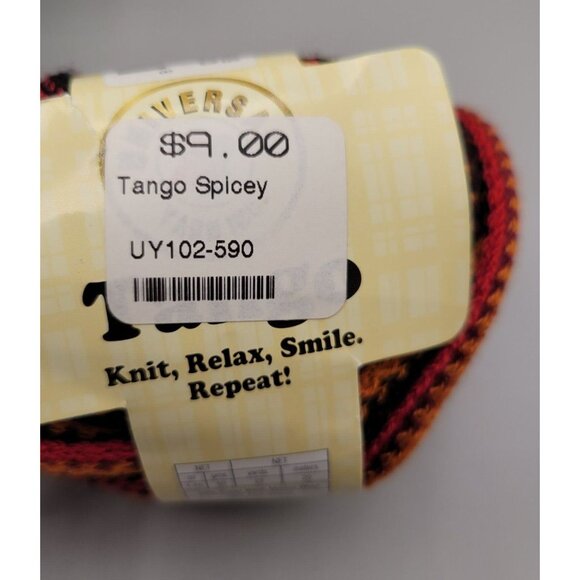 $9.00
Tango Spicey
UY102-590
Knit, Relax, Smile.
Repeat!